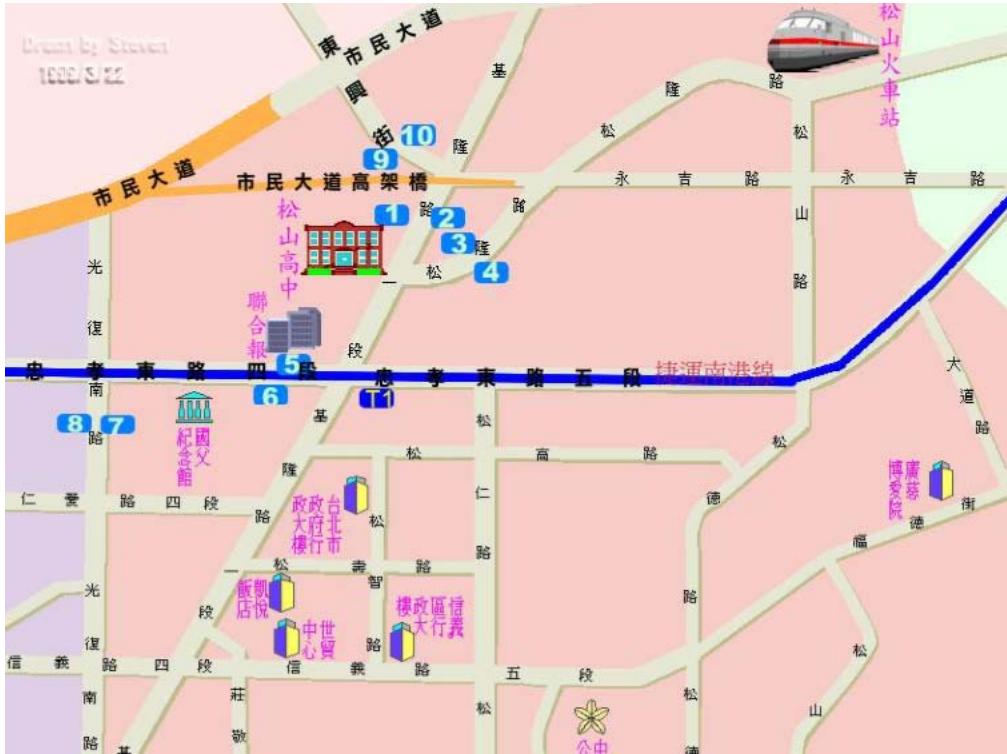 Drawn by Steven
1999/3/22
東興街
市民大道
基隆路一段
松隆路
松山火車站
10
9
市民大道
市民大道高架橋
永吉路
永吉路
松山路
1
2
3
4
松山高中
光復南路
聯合報
5
忠孝東路四段
忠孝東路五段
捷運南港線
6
T1
8
7
國父紀念館
大道路
松高路
松仁路
松德路
廣慈博愛院
福德街
仁愛路四段
基隆路一段
台北市政府市政大樓
松智路
松壽路
凱悅飯店
世貿中心
信義區行政大樓
光復南路
信義路四段
信義路五段
莊敬
松
松德
松山
基
中
公